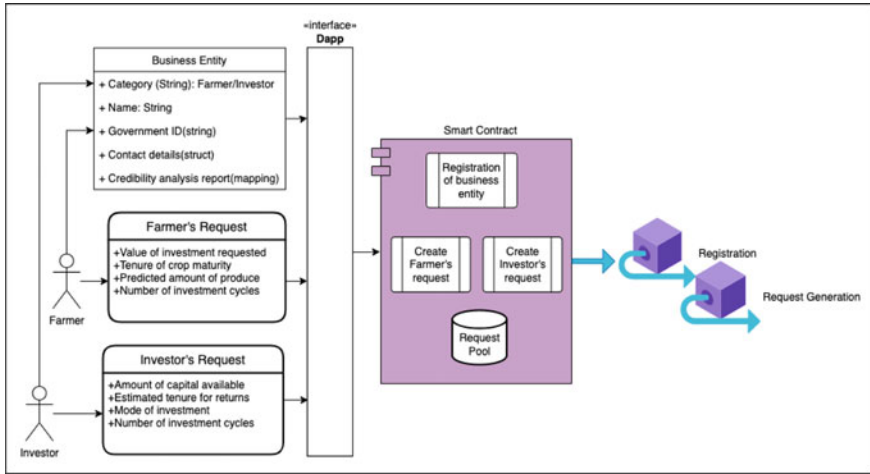 «interface»
Dapp
Business Entity
+ Category (String): Farmer/Investor
+ Name: String
+ Government ID(string)
+ Contact details(struct)
+ Credibility analysis report(mapping)
Farmer's Request
+Value of investment requested
+Tenure of crop maturity
+Predicted amount of produce
+Number of investment cycles
Farmer
Investor's Request
+Amount of capital available
+Estimated tenure for returns
+Mode of investment
+Number of investment cycles
Investor
Smart Contract
Registration
of business
entity
Create
Farmer's
request
Create
Investor's
request
Request
Pool
Registration
Request Generation